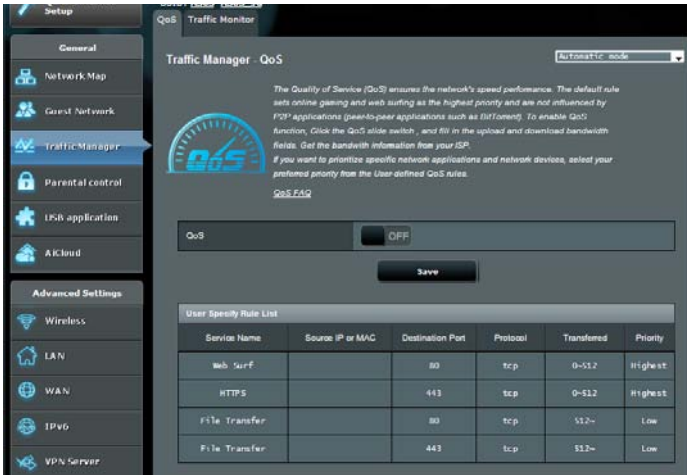 Setup
QoS Traffic Monitor
General
Network Map
Guest Network
Traffic Manager
Parental control
USB application
AiCloud
Advanced Settings
Wireless
LAN
WAN
IPv6
VPN Server
Traffic Manager - QoS
Automatic mode
The Quality of Service (QoS) ensures the network's speed performance. The default rule
sets online gaming and web surfing as the highest priority and are not influenced by
P2P applications (peer-to-peer applications such as BitTorrent). To enable QoS
function, Click the QoS slide switch , and fill in the upload and download bandwidth
fields. Get the bandwith information from your ISP.
If you want to prioritize specific network applications and network devices, select your
preferred priority from the User-defined QoS rules.
QoS FAQ
QoS
QoS OFF
Save
User Specify Rule List
Service Name Source IP or MAC Destination Port Protocol Transferred Priority
Web Surf 80 tcp 0~512 Highest
HTTPS 443 tcp 0~512 Highest
File Transfer 80 tcp 512~ Low
File Transfer 443 tcp 512~ Low